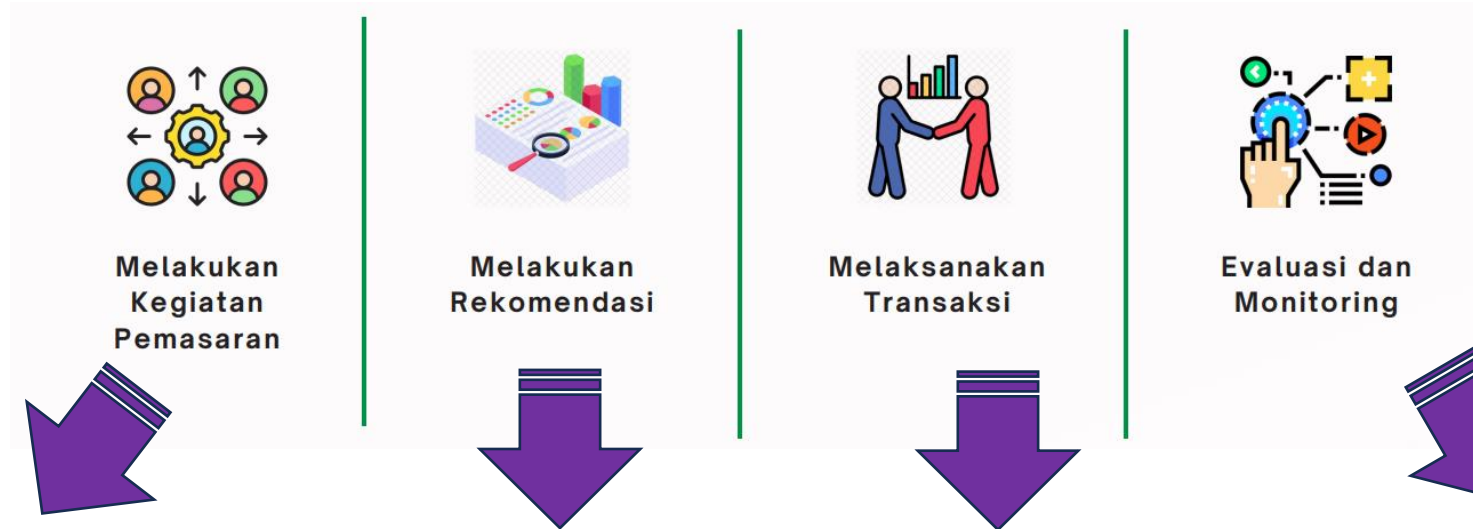 Melakukan
Kegiatan
Pemasaran
Melakukan
Rekomendasi
Melaksanakan
Transaksi
Evaluasi dan
Monitoring